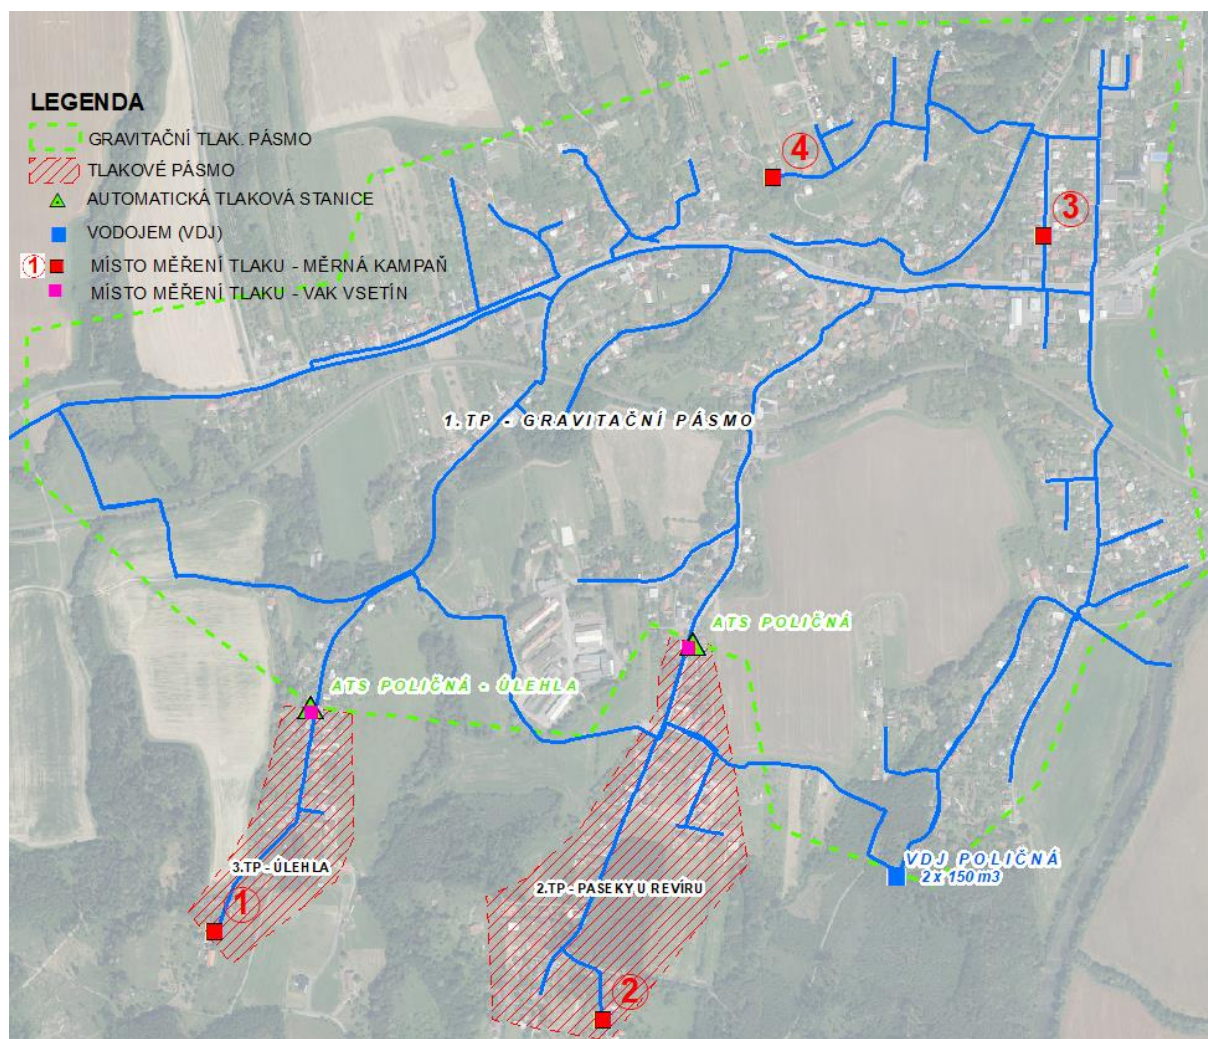 LEGENDA
GRAVITAČNÍ TLAK. PÁSMO
TLAKOVÉ PÁSMO
AUTOMATICKÁ TLAKOVÁ STANICE
VODOJEM (VDJ)
1 MÍSTO MĚŘENÍ TLAKU - MĚRNÁ KAMPAŇ
MÍSTO MĚŘENÍ TLAKU - VAK VSETÍN
4
3
1.TP - GRAVITAČNÍ PÁSMO
ATS POLIČNÁ
ATS POLIČNÁ - ÚLEHLA
VDJ POLIČNÁ
2 x 150 m3
3.TP - ÚLEHLA
2.TP - PASEKY U REVÍRU
1
2